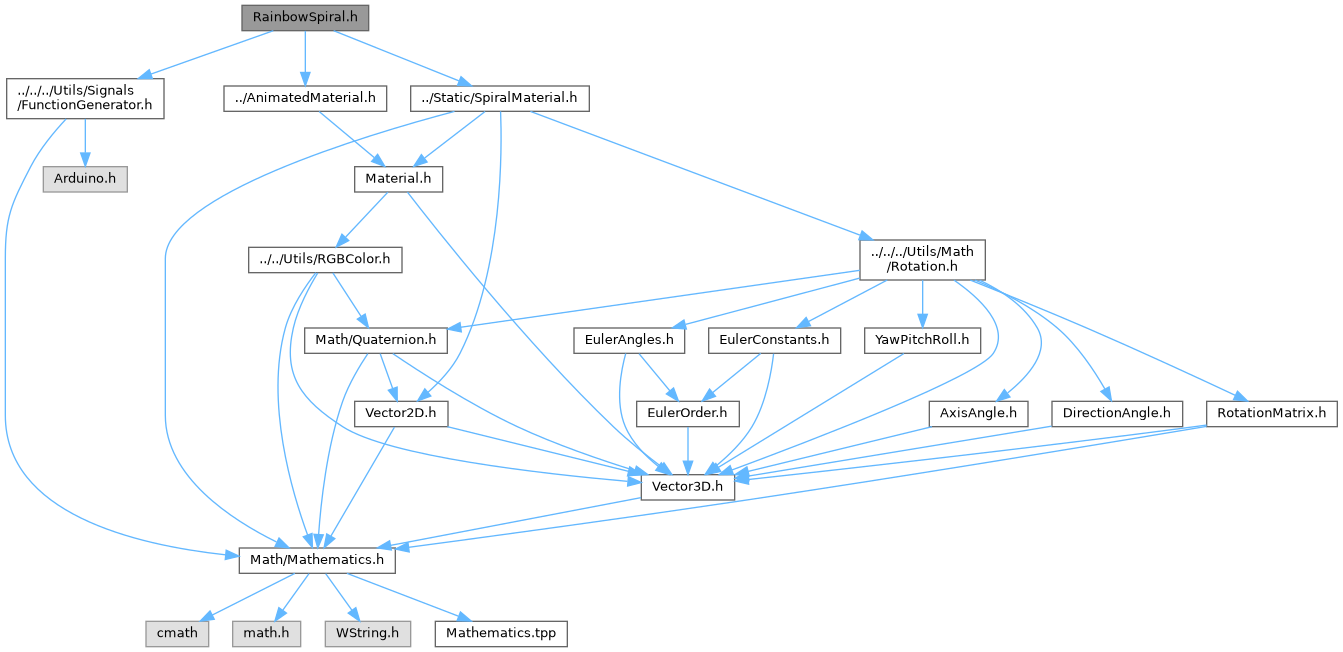 RainbowSpiral.h
../../../Utils/Signals
/FunctionGenerator.h
../AnimatedMaterial.h
../Static/SpiralMaterial.h
Arduino.h
Material.h
../../Utils/RGBColor.h
../../../Utils/Math
/Rotation.h
Math/Quaternion.h
EulerAngles.h
EulerConstants.h
YawPitchRoll.h
Vector2D.h
EulerOrder.h
AxisAngle.h
DirectionAngle.h
RotationMatrix.h
Vector3D.h
Math/Mathematics.h
cmath
math.h
WString.h
Mathematics.tpp